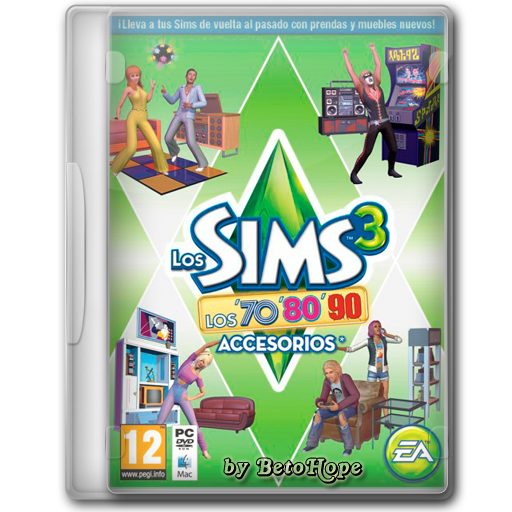 ¡Lleva a tus Sims de vuelta al pasado con prendas y muebles nuevos!
LOS SIMS 3
™
LOS '70 '80 '90
ACCESORIOS *
12
www.pegi.info
PC
DVD
ROM
Mac
by BetoHope
EA